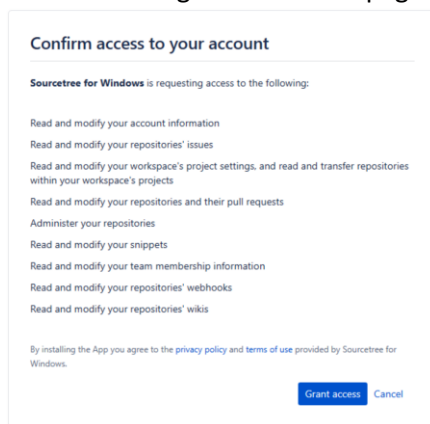 Confirm access to your account
Sourcetree for Windows is requesting access to the following:
Read and modify your account information
Read and modify your repositories' issues
Read and modify your workspace's project settings, and read and transfer repositories
within your workspace's projects
Read and modify your repositories and their pull requests
Administer your repositories
Read and modify your snippets
Read and modify your team membership information
Read and modify your repositories' webhooks
Read and modify your repositories' wikis
By installing the App you agree to the privacy policy and terms of use provided by Sourcetree for
Windows.
Grant access Cancel